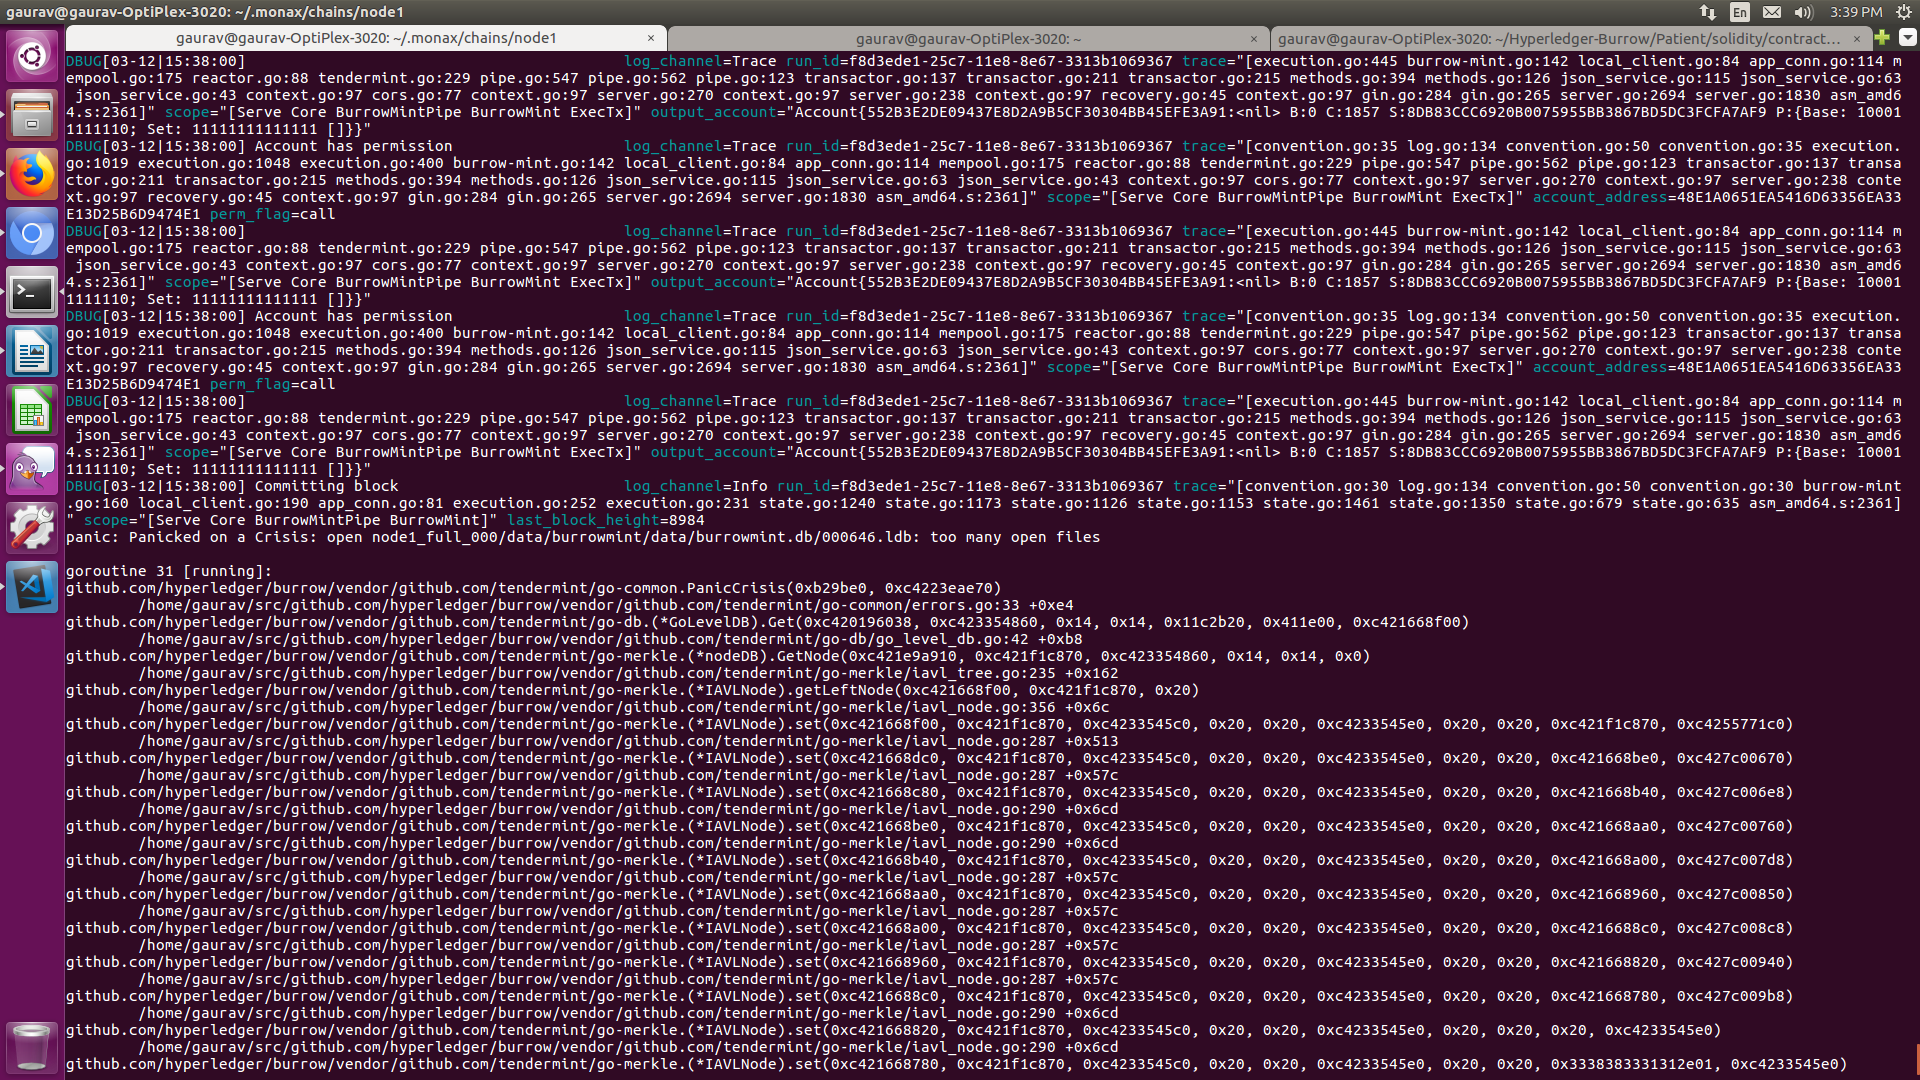 gaurav@gaurav-OptiPlex-3020: ~/.monax/chains/node1
En
3:39 PM
gaurav@gaurav-OptiPlex-3020: ~/.monax/chains/node1 ×
gaurav@gaurav-OptiPlex-3020: ~ ×
gaurav@gaurav-OptiPlex-3020: ~/Hyperledger-Burrow/Patient/solidity/contract... ×
DBUG[03-12|15:38:00] log_channel=Trace run_id=f8d3ede1-25c7-11e8-8e67-3313b1069367 trace="[execution.go:445 burrow-mint.go:142 local_client.go:84 app_conn.go:114 m
empool.go:175 reactor.go:88 tendermint.go:229 pipe.go:547 pipe.go:562 pipe.go:123 transactor.go:137 transactor.go:211 transactor.go:215 methods.go:394 methods.go:126 json_service.go:115 json_service.go:63
json_service.go:43 context.go:97 cors.go:77 context.go:97 server.go:270 context.go:97 server.go:238 context.go:97 recovery.go:45 context.go:97 gin.go:284 gin.go:265 server.go:2694 server.go:1830 asm_amd6
4.s:2361]" scope="[Serve Core BurrowMintPipe BurrowMint ExecTx]" output_account="Account{552B3E2DE09437E8D2A9B5CF30304BB45EFE3A91:<nil> B:0 C:1857 S:8DB83CCC6920B0075955BB3867BD5DC3FCFA7AF9 P:{Base: 10001
1111110; Set: 11111111111111 []}}"
DBUG[03-12|15:38:00] Account has permission log_channel=Trace run_id=f8d3ede1-25c7-11e8-8e67-3313b1069367 trace="[convention.go:35 log.go:134 convention.go:50 convention.go:35 execution.
go:1019 execution.go:1048 execution.go:400 burrow-mint.go:142 local_client.go:84 app_conn.go:114 mempool.go:175 reactor.go:88 tendermint.go:229 pipe.go:547 pipe.go:562 pipe.go:123 transactor.go:137 transa
ctor.go:211 transactor.go:215 methods.go:394 methods.go:126 json_service.go:115 json_service.go:63 json_service.go:43 context.go:97 cors.go:77 context.go:97 server.go:270 context.go:97 server.go:238 conte
xt.go:97 recovery.go:45 context.go:97 gin.go:284 gin.go:265 server.go:2694 server.go:1830 asm_amd64.s:2361]" scope="[Serve Core BurrowMintPipe BurrowMint ExecTx]" account_address=48E1A0651EA5416D63356EA33
E13D25B6D9474E1 perm_flag=call
DBUG[03-12|15:38:00] log_channel=Trace run_id=f8d3ede1-25c7-11e8-8e67-3313b1069367 trace="[execution.go:445 burrow-mint.go:142 local_client.go:84 app_conn.go:114 m
empool.go:175 reactor.go:88 tendermint.go:229 pipe.go:547 pipe.go:562 pipe.go:123 transactor.go:137 transactor.go:211 transactor.go:215 methods.go:394 methods.go:126 json_service.go:115 json_service.go:63
json_service.go:43 context.go:97 cors.go:77 context.go:97 server.go:270 context.go:97 server.go:238 context.go:97 recovery.go:45 context.go:97 gin.go:284 gin.go:265 server.go:2694 server.go:1830 asm_amd6
4.s:2361]" scope="[Serve Core BurrowMintPipe BurrowMint ExecTx]" output_account="Account{552B3E2DE09437E8D2A9B5CF30304BB45EFE3A91:<nil> B:0 C:1857 S:8DB83CCC6920B0075955BB3867BD5DC3FCFA7AF9 P:{Base: 10001
1111110; Set: 11111111111111 []}}"
DBUG[03-12|15:38:00] Account has permission log_channel=Trace run_id=f8d3ede1-25c7-11e8-8e67-3313b1069367 trace="[convention.go:35 log.go:134 convention.go:50 convention.go:35 execution.
go:1019 execution.go:1048 execution.go:400 burrow-mint.go:142 local_client.go:84 app_conn.go:114 mempool.go:175 reactor.go:88 tendermint.go:229 pipe.go:547 pipe.go:562 pipe.go:123 transactor.go:137 transa
ctor.go:211 transactor.go:215 methods.go:394 methods.go:126 json_service.go:115 json_service.go:63 json_service.go:43 context.go:97 cors.go:77 context.go:97 server.go:270 context.go:97 server.go:238 conte
xt.go:97 recovery.go:45 context.go:97 gin.go:284 gin.go:265 server.go:2694 server.go:1830 asm_amd64.s:2361]" scope="[Serve Core BurrowMintPipe BurrowMint ExecTx]" account_address=48E1A0651EA5416D63356EA33
E13D25B6D9474E1 perm_flag=call
DBUG[03-12|15:38:00] log_channel=Trace run_id=f8d3ede1-25c7-11e8-8e67-3313b1069367 trace="[execution.go:445 burrow-mint.go:142 local_client.go:84 app_conn.go:114 m
empool.go:175 reactor.go:88 tendermint.go:229 pipe.go:547 pipe.go:562 pipe.go:123 transactor.go:137 transactor.go:211 transactor.go:215 methods.go:394 methods.go:126 json_service.go:115 json_service.go:63
json_service.go:43 context.go:97 cors.go:77 context.go:97 server.go:270 context.go:97 server.go:238 context.go:97 recovery.go:45 context.go:97 gin.go:284 gin.go:265 server.go:2694 server.go:1830 asm_amd6
4.s:2361]" scope="[Serve Core BurrowMintPipe BurrowMint ExecTx]" output_account="Account{552B3E2DE09437E8D2A9B5CF30304BB45EFE3A91:<nil> B:0 C:1857 S:8DB83CCC6920B0075955BB3867BD5DC3FCFA7AF9 P:{Base: 10001
1111110; Set: 11111111111111 []}}"
DBUG[03-12|15:38:00] Committing block log_channel=Info run_id=f8d3ede1-25c7-11e8-8e67-3313b1069367 trace="[convention.go:30 log.go:134 convention.go:50 convention.go:30 burrow-mint
.go:160 local_client.go:190 app_conn.go:81 execution.go:252 execution.go:231 state.go:1240 state.go:1173 state.go:1126 state.go:1153 state.go:1461 state.go:1350 state.go:679 state.go:635 asm_amd64.s:2361]
" scope="[Serve Core BurrowMintPipe BurrowMint]" last_block_height=8984
panic: Panicked on a Crisis: open node1_full_000/data/burrowmint/data/burrowmint.db/000646.ldb: too many open files
goroutine 31 [running]:
github.com/hyperledger/burrow/vendor/github.com/tendermint/go-common.PanicCrisis(0xb29be0, 0xc4223eae70)
/home/gaurav/src/github.com/hyperledger/burrow/vendor/github.com/tendermint/go-common/errors.go:33 +0xe4
github.com/hyperledger/burrow/vendor/github.com/tendermint/go-db.(*GoLevelDB).Get(0xc420196038, 0xc423354860, 0x14, 0x14, 0x11c2b20, 0x411e00, 0xc421668f00)
/home/gaurav/src/github.com/hyperledger/burrow/vendor/github.com/tendermint/go-db/go_level_db.go:42 +0xb8
github.com/hyperledger/burrow/vendor/github.com/tendermint/go-merkle.(*nodeDB).GetNode(0xc421e9a910, 0xc421f1c870, 0xc423354860, 0x14, 0x14, 0x0)
/home/gaurav/src/github.com/hyperledger/burrow/vendor/github.com/tendermint/go-merkle/iavl_tree.go:235 +0x162
github.com/hyperledger/burrow/vendor/github.com/tendermint/go-merkle.(*IAVLNode).getLeftNode(0xc421668f00, 0xc421f1c870, 0x20)
/home/gaurav/src/github.com/hyperledger/burrow/vendor/github.com/tendermint/go-merkle/iavl_node.go:356 +0x6c
github.com/hyperledger/burrow/vendor/github.com/tendermint/go-merkle.(*IAVLNode).set(0xc421668f00, 0xc421f1c870, 0xc4233545c0, 0x20, 0x20, 0xc4233545e0, 0x20, 0x20, 0xc421f1c870, 0xc4255771c0)
/home/gaurav/src/github.com/hyperledger/burrow/vendor/github.com/tendermint/go-merkle/iavl_node.go:287 +0x513
github.com/hyperledger/burrow/vendor/github.com/tendermint/go-merkle.(*IAVLNode).set(0xc421668dc0, 0xc421f1c870, 0xc4233545c0, 0x20, 0x20, 0xc4233545e0, 0x20, 0x20, 0xc421668be0, 0xc427c00670)
/home/gaurav/src/github.com/hyperledger/burrow/vendor/github.com/tendermint/go-merkle/iavl_node.go:287 +0x57c
github.com/hyperledger/burrow/vendor/github.com/tendermint/go-merkle.(*IAVLNode).set(0xc421668c80, 0xc421f1c870, 0xc4233545c0, 0x20, 0x20, 0xc4233545e0, 0x20, 0x20, 0xc421668b40, 0xc427c006e8)
/home/gaurav/src/github.com/hyperledger/burrow/vendor/github.com/tendermint/go-merkle/iavl_node.go:290 +0x6cd
github.com/hyperledger/burrow/vendor/github.com/tendermint/go-merkle.(*IAVLNode).set(0xc421668be0, 0xc421f1c870, 0xc4233545c0, 0x20, 0x20, 0xc4233545e0, 0x20, 0x20, 0xc421668aa0, 0xc427c00760)
/home/gaurav/src/github.com/hyperledger/burrow/vendor/github.com/tendermint/go-merkle/iavl_node.go:290 +0x6cd
github.com/hyperledger/burrow/vendor/github.com/tendermint/go-merkle.(*IAVLNode).set(0xc421668b40, 0xc421f1c870, 0xc4233545c0, 0x20, 0x20, 0xc4233545e0, 0x20, 0x20, 0xc421668a00, 0xc427c007d8)
/home/gaurav/src/github.com/hyperledger/burrow/vendor/github.com/tendermint/go-merkle/iavl_node.go:287 +0x57c
github.com/hyperledger/burrow/vendor/github.com/tendermint/go-merkle.(*IAVLNode).set(0xc421668aa0, 0xc421f1c870, 0xc4233545c0, 0x20, 0x20, 0xc4233545e0, 0x20, 0x20, 0xc421668960, 0xc427c00850)
/home/gaurav/src/github.com/hyperledger/burrow/vendor/github.com/tendermint/go-merkle/iavl_node.go:287 +0x57c
github.com/hyperledger/burrow/vendor/github.com/tendermint/go-merkle.(*IAVLNode).set(0xc421668a00, 0xc421f1c870, 0xc4233545c0, 0x20, 0x20, 0xc4233545e0, 0x20, 0x20, 0xc4216688c0, 0xc427c008c8)
/home/gaurav/src/github.com/hyperledger/burrow/vendor/github.com/tendermint/go-merkle/iavl_node.go:287 +0x57c
github.com/hyperledger/burrow/vendor/github.com/tendermint/go-merkle.(*IAVLNode).set(0xc421668960, 0xc421f1c870, 0xc4233545c0, 0x20, 0x20, 0xc4233545e0, 0x20, 0x20, 0xc421668820, 0xc427c00940)
/home/gaurav/src/github.com/hyperledger/burrow/vendor/github.com/tendermint/go-merkle/iavl_node.go:287 +0x57c
github.com/hyperledger/burrow/vendor/github.com/tendermint/go-merkle.(*IAVLNode).set(0xc4216688c0, 0xc421f1c870, 0xc4233545c0, 0x20, 0x20, 0xc4233545e0, 0x20, 0x20, 0xc421668780, 0xc427c009b8)
/home/gaurav/src/github.com/hyperledger/burrow/vendor/github.com/tendermint/go-merkle/iavl_node.go:290 +0x6cd
github.com/hyperledger/burrow/vendor/github.com/tendermint/go-merkle.(*IAVLNode).set(0xc421668820, 0xc421f1c870, 0xc4233545c0, 0x20, 0x20, 0xc4233545e0, 0x20, 0x20, 0x20, 0xc4233545e0)
/home/gaurav/src/github.com/hyperledger/burrow/vendor/github.com/tendermint/go-merkle/iavl_node.go:290 +0x6cd
github.com/hyperledger/burrow/vendor/github.com/tendermint/go-merkle.(*IAVLNode).set(0xc421668780, 0xc421f1c870, 0xc4233545c0, 0x20, 0x20, 0xc4233545e0, 0x20, 0x20, 0x3338383331312e01, 0xc4233545e0)